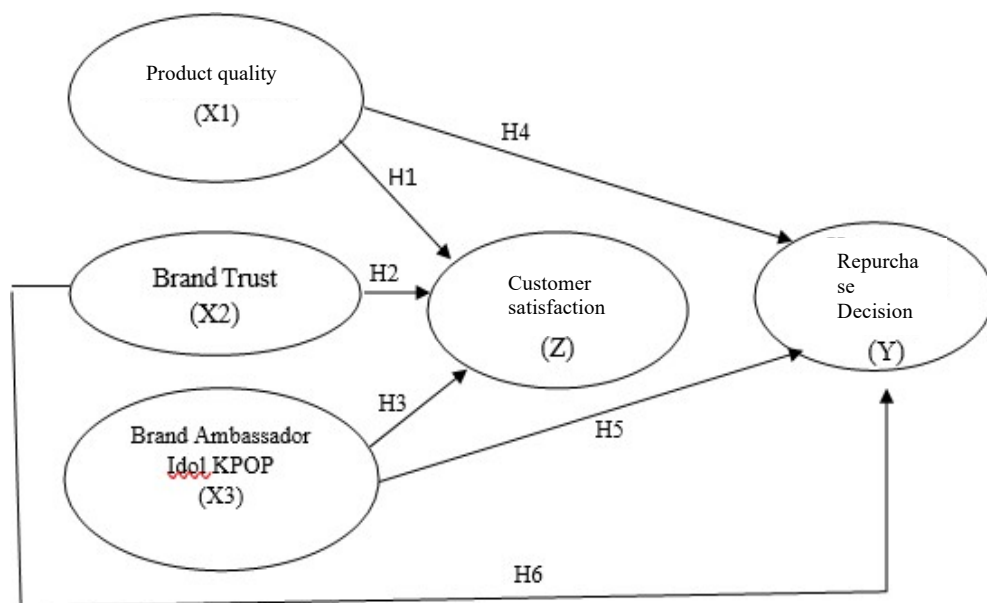 Product quality
(X1)
H4
H1
Brand Trust
(X2)
H2
Customer
satisfaction
(Z)
Repurcha
se
Decision
(Y)
H3
Brand Ambassador
Idol KPOP
(X3)
H5
H6